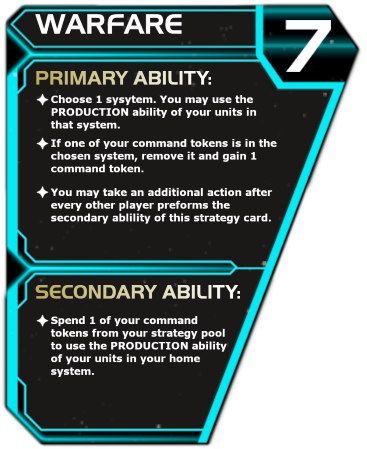 WARFARE
7
PRIMARY ABILITY:
Choose 1 sysytem. You may use the
PRODUCTION ability of your units in
that system.
If one of your command tokens is in the
chosen system, remove it and gain 1
command token.
You may take an additional action after
every other player preforms the
secondary ablility of this strategy card.
SECONDARY ABILITY:
Spend 1 of your command
tokens from your strategy pool
to use the PRODUCTION ability
of your units in your home
system.